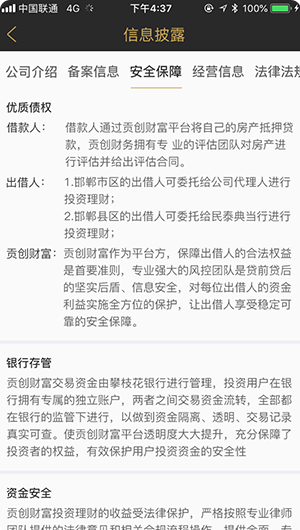 中国联通 4G 下午4:37 100%
信息披露
公司介绍 备案信息 安全保障 经营信息 法律法规
优质债权
借款人： 借款人通过贡创财富平台将自己的房产抵押贷
款，贡创财务拥有专 业的评估团队对房产进
行评估并给出评估合同。
出借人： 1.邯郸市区的出借人可委托给公司代理人进行
投资理财；
2.邯郸县区的出借人可委托给民泰典当行进行
投资理财；
贡创财富： 贡创财富作为平台方，保障出借人的合法权益
是首要准则，专业强大的风控团队是贷前贷后
的坚实后盾、信息安全，对每位出借人的资金
利益实施全方位的保护，让出借人享受稳定可
靠的安全保障。
银行存管
贡创财富交易资金由攀枝花银行进行管理，投资用户在银
行拥有专属的独立账户，两者之间交易资金流转，全部都
在银行的监管下进行，以做到资金隔离、透明、交易记录
真实可查。使贡创财富平台透明度大大提升，充分保障了
投资者的权益，有效保护用户投资资金的安全性
资金安全
贡创财富投资理财的收益受法保护，严格按照专业律师
团队提供的法律意见和相关合规流程操作，提供全面、专